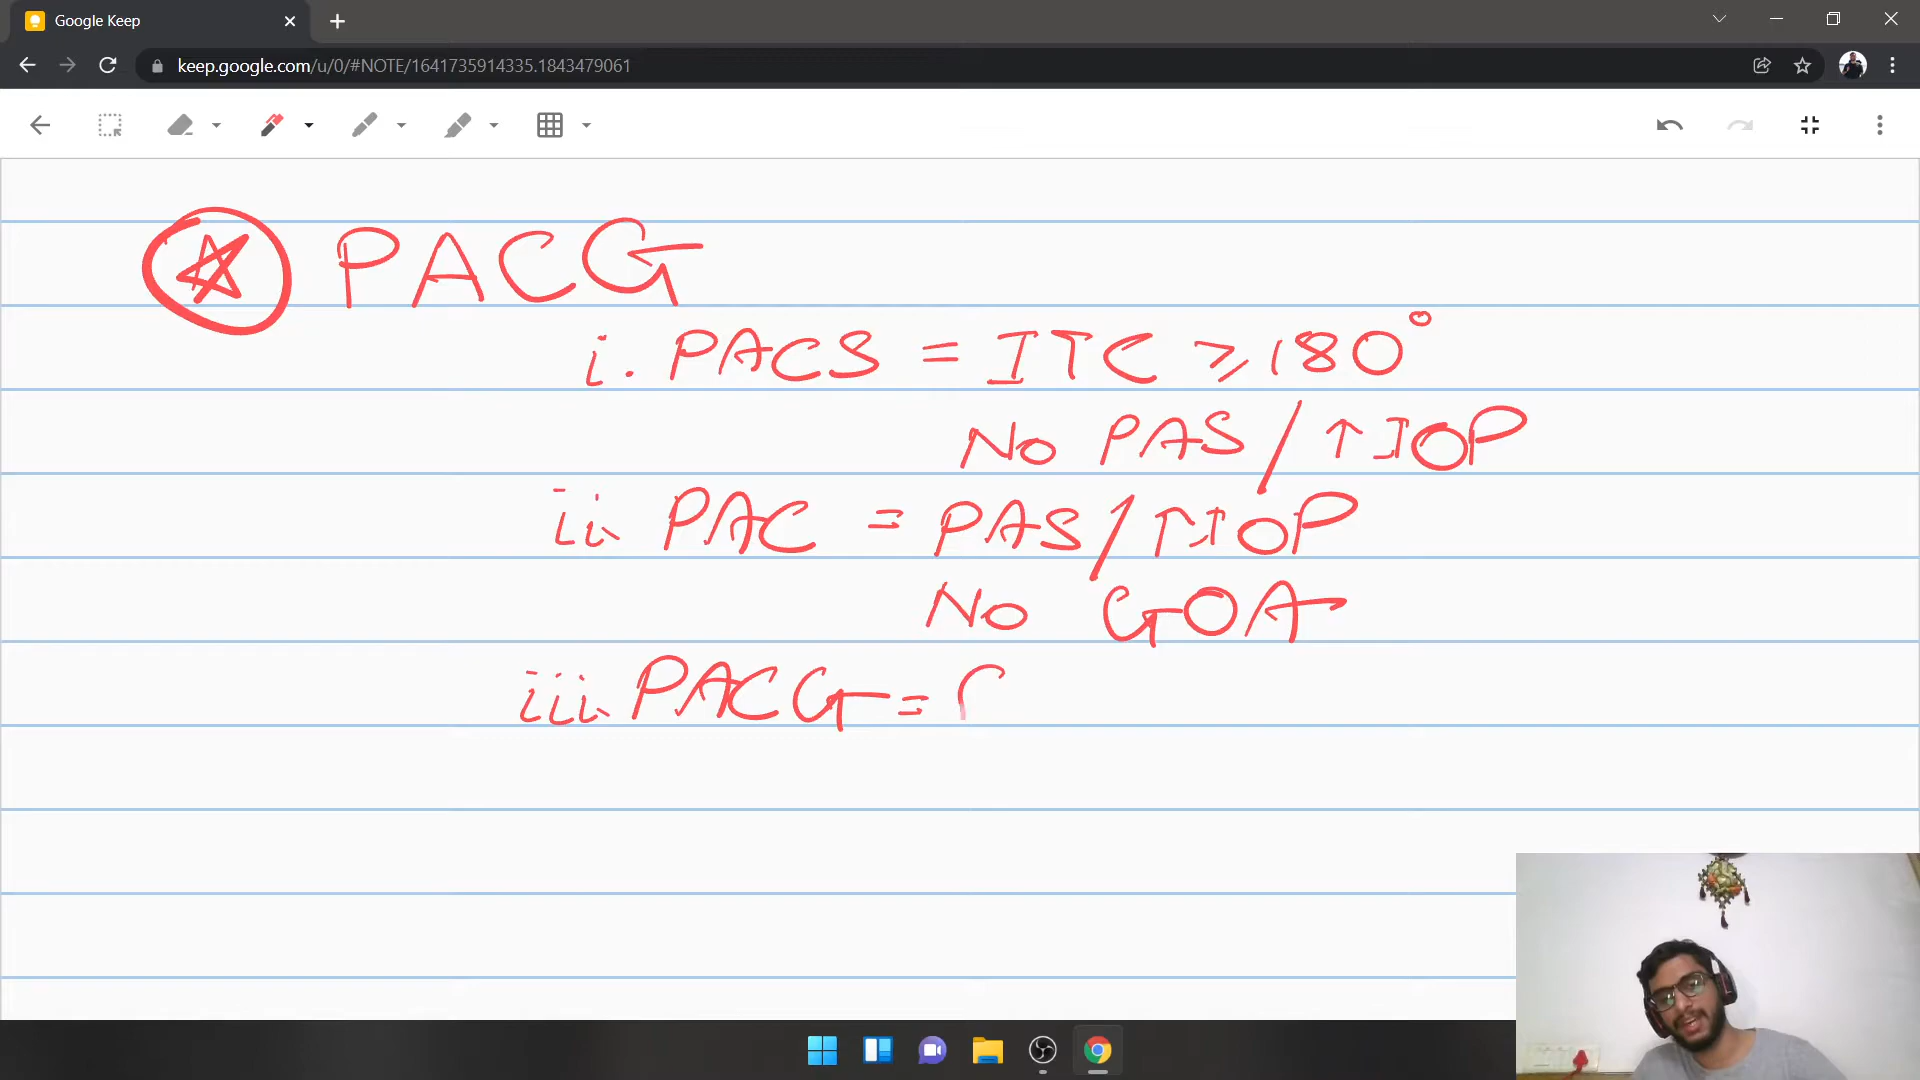 Google Keep
keep.google.com/u/0/#NOTE/1641735914335.1843479061
PACG
i. PACS = ITC ≥ 180°
No PAS / ↑ IOP
ii. PAC = PAS / ↑ IOP
No GOA
iii. PACG =